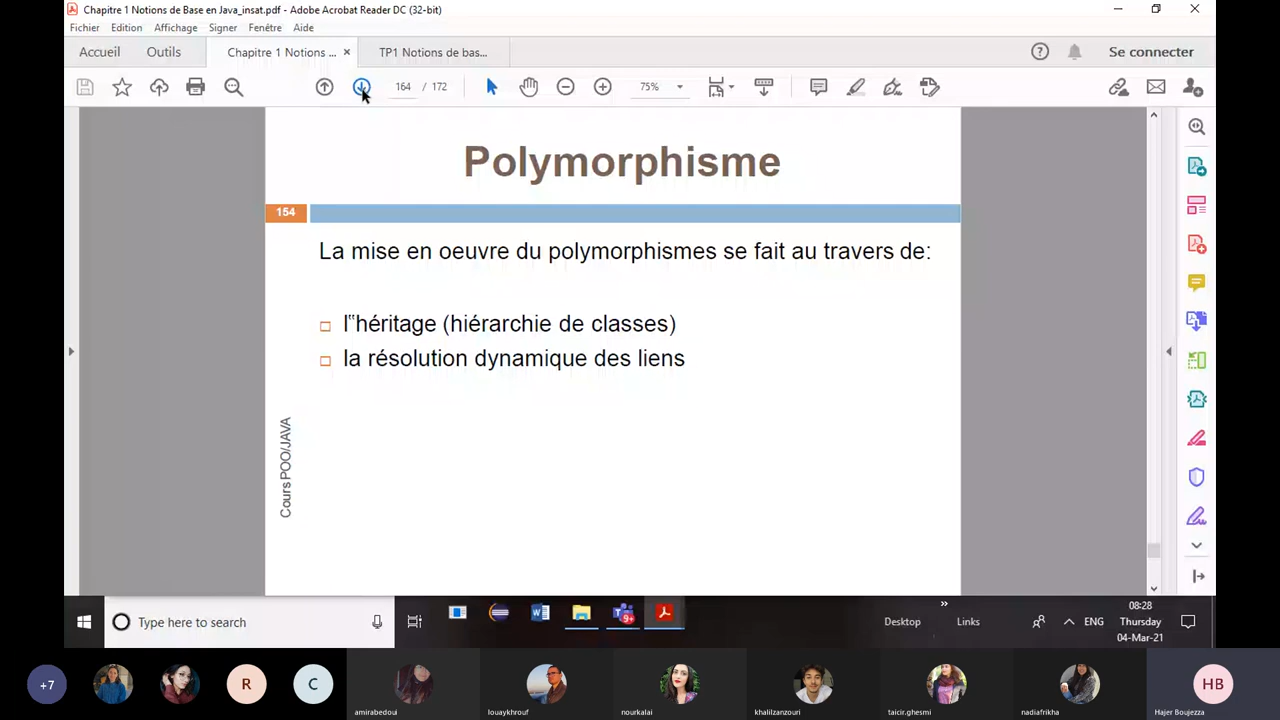 Chapitre 1 Notions de Base en Java_insat.pdf - Adobe Acrobat Reader DC (32-bit)
Fichier Edition Affichage Signer Fenêtre Aide
Accueil Outils Chapitre 1 Notions ... × TP1 Notions de bas... Se connecter
164 / 172 75%
Polymorphisme
154
La mise en oeuvre du polymorphismes se fait au travers de:
l‟héritage (hiérarchie de classes)
la résolution dynamique des liens
Cours POO/JAVA
Type here to search
9+
Desktop
»
Links
ENG
08:28
Thursday
04-Mar-21
+7 R C HB
amirabedoui louaykhrouf nourkalai khalilzanzouri taicir.ghesmi nadiafrikha Hajer Boujezza